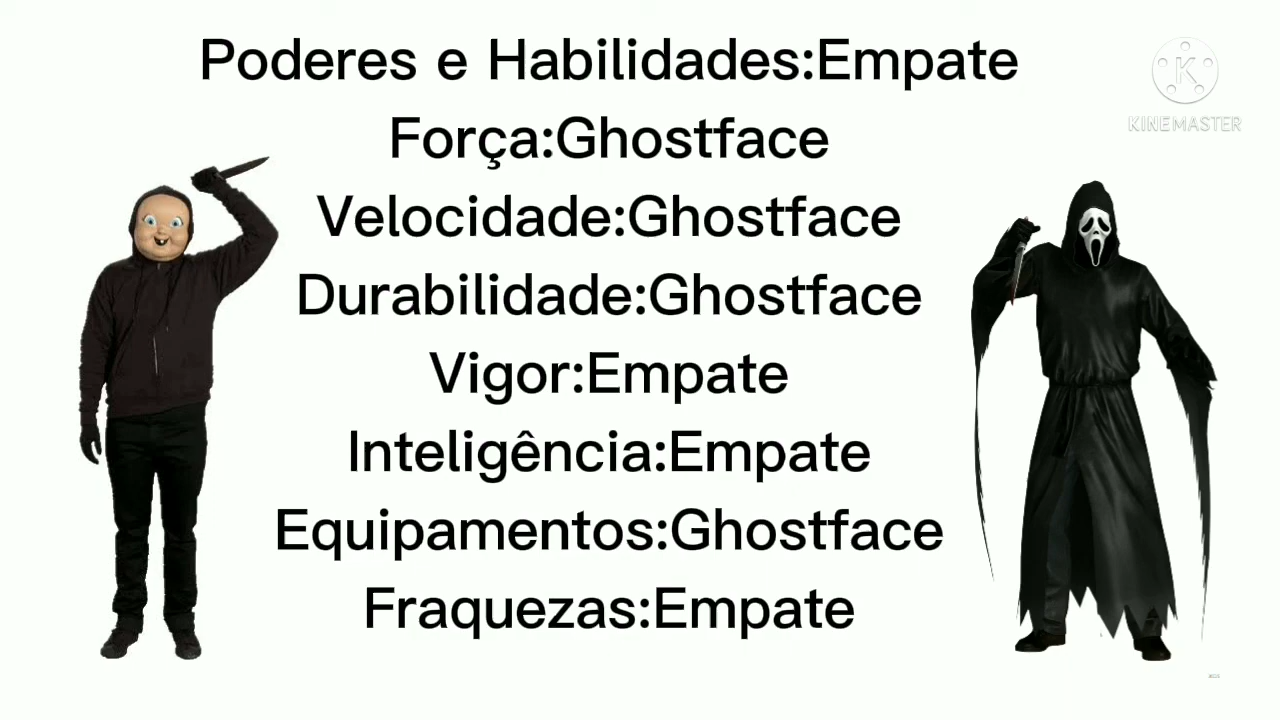 Poderes e Habilidades:Empate
Força:Ghostface
Velocidade:Ghostface
Durabilidade:Ghostface
Vigor:Empate
Inteligência:Empate
Equipamentos:Ghostface
Fraquezas:Empate
K
KINEMASTER